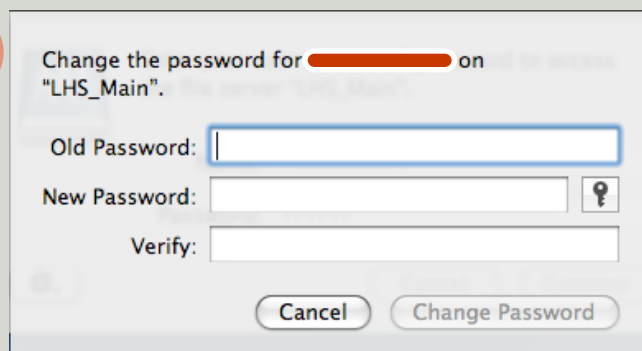 Change the password for on
"LHS_Main".
Old Password:
New Password:
Verify:
Cancel Change Password